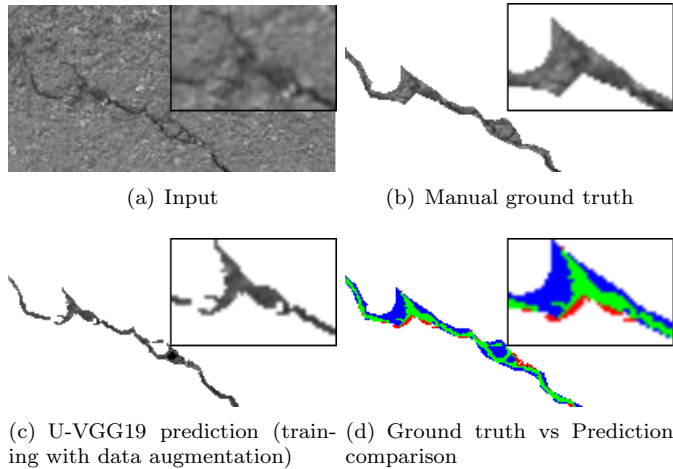 (a) Input
(b) Manual ground truth
(c) U-VGG19 prediction (train-
ing with data augmentation)
(d) Ground truth vs Prediction
comparison